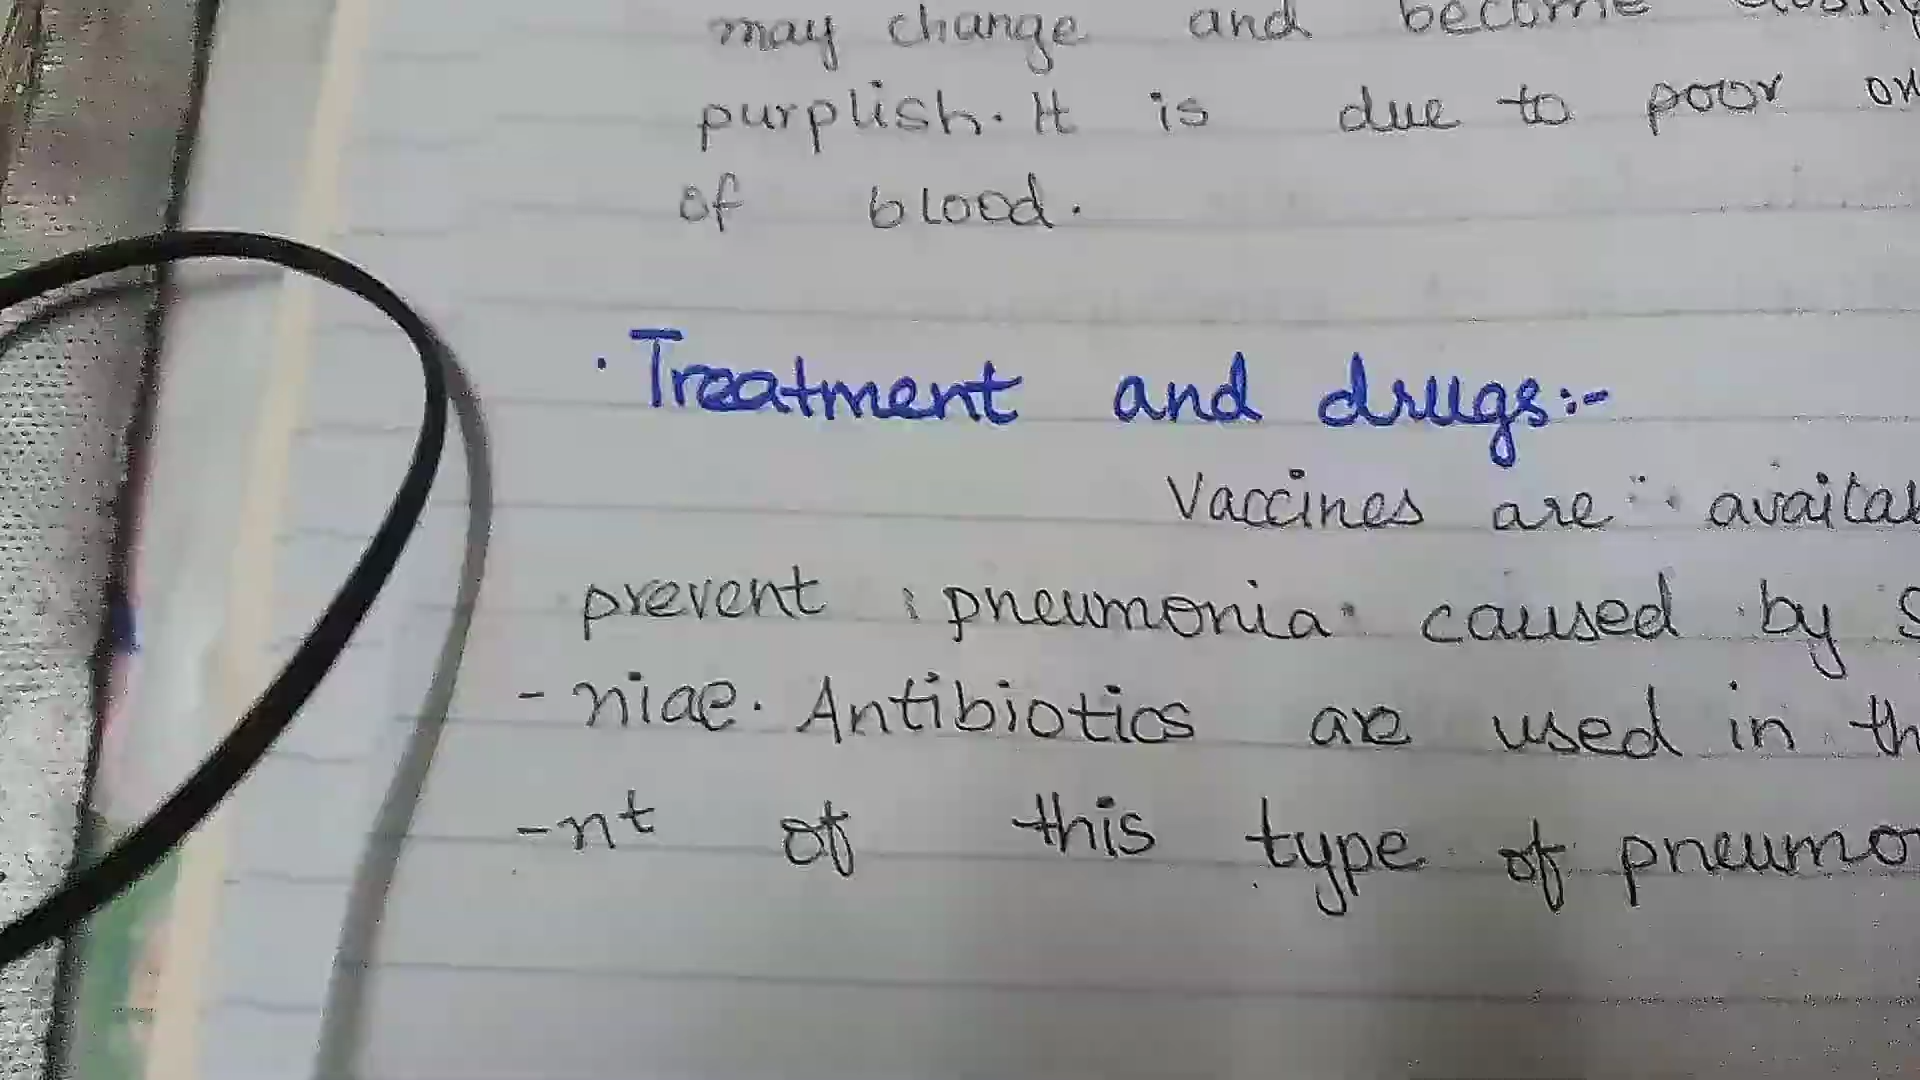 may change and become
purplish. It is due to poor
of blood.
· Treatment and drugs:-
Vaccines are
prevent pneumonia caused by
- niae. Antibiotics are used in
-nt of this type of